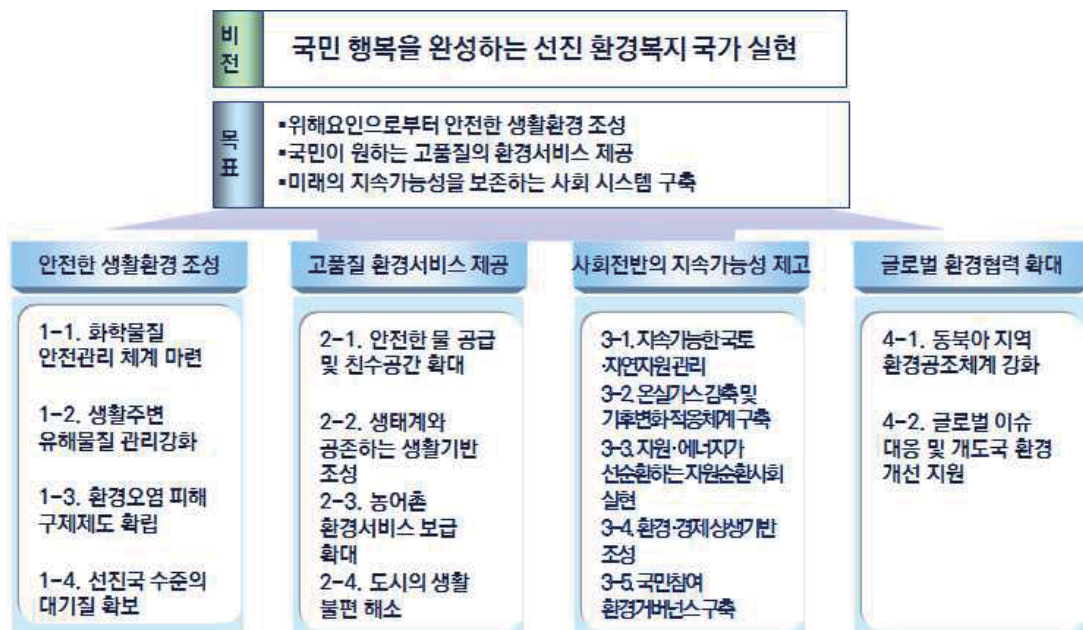 비전
국민 행복을 완성하는 선진 환경복지 국가 실현
목표
▪위해요인으로부터 안전한 생활환경 조성
▪국민이 원하는 고품질의 환경서비스 제공
▪미래의 지속가능성을 보존하는 사회 시스템 구축
안전한 생활환경 조성
1-1. 화학물질
안전관리 체계 마련
1-2. 생활주변
유해물질 관리강화
1-3. 환경오염 피해
구제제도 확립
1-4. 선진국 수준의
대기질 확보
고품질 환경서비스 제공
2-1. 안전한 물 공급
및 친수공간 확대
2-2. 생태계와
공존하는 생활기반
조성
2-3. 농어촌
환경서비스 보급
확대
2-4. 도시의 생활
불편 해소
사회전반의 지속가능성 제고
3-1. 지속가능한 국토
·자연자원 관리
3-2. 온실가스 감축 및
기후변화 적응체계 구축
3-3. 자원·에너지가
선순환하는 자원순환사회
실현
3-4. 환경·경제 상생기반
조성
3-5. 국민참여
환경거버넌스 구축
글로벌 환경협력 확대
4-1. 동북아 지역
환경공조체계 강화
4-2. 글로벌 이슈
대응 및 개도국 환경
개선 지원